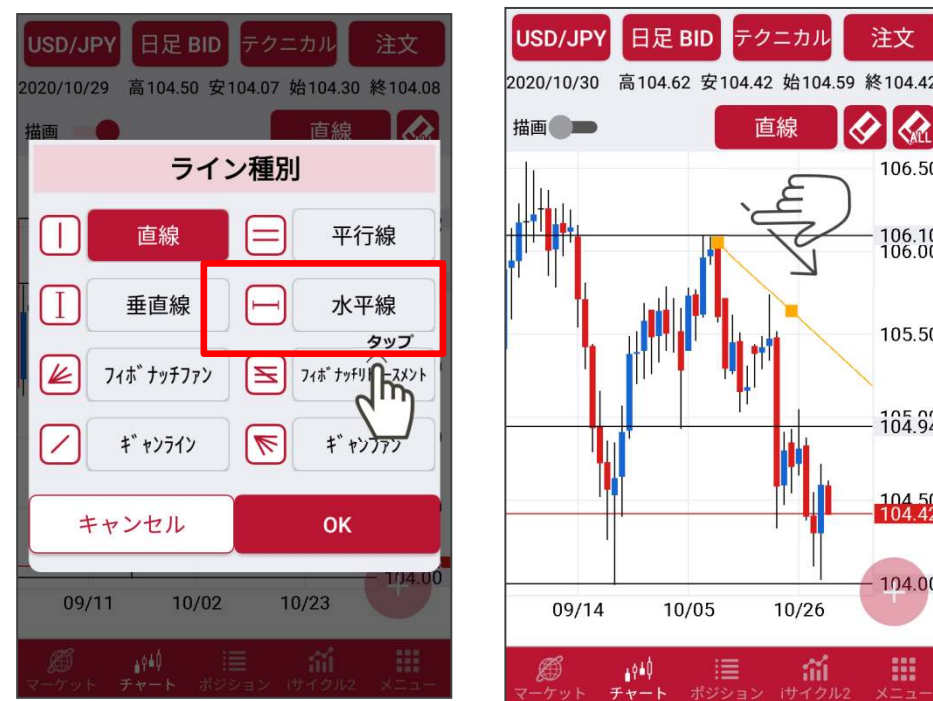 USD/JPY 日足 BID テクニカル 注文
2020/10/29 高104.50 安104.07 始104.30 終104.08
描画 直線 ALL
ライン種別
直線 平行線
垂直線 水平線
タップ
ﾌｨﾎﾞﾅｯﾁﾌｧﾝ
ｷﾞｬﾝﾗｲﾝ ｷﾞｬﾝﾌｧﾝ
キャンセル OK
104.00
09/11 10/02 10/23
マーケット チャート ポジション iサイクル2 メニュー
USD/JPY 日足 BID テクニカル 注文
2020/10/30 高104.62 安104.42 始104.59 終104.42
描画 直線 ALL
106.50
106.10
106.00
105.50
105.00
104.94
104.50
104.42
104.00
09/14 10/05 10/26
マーケット チャート ポジション iサイクル2 メニュー